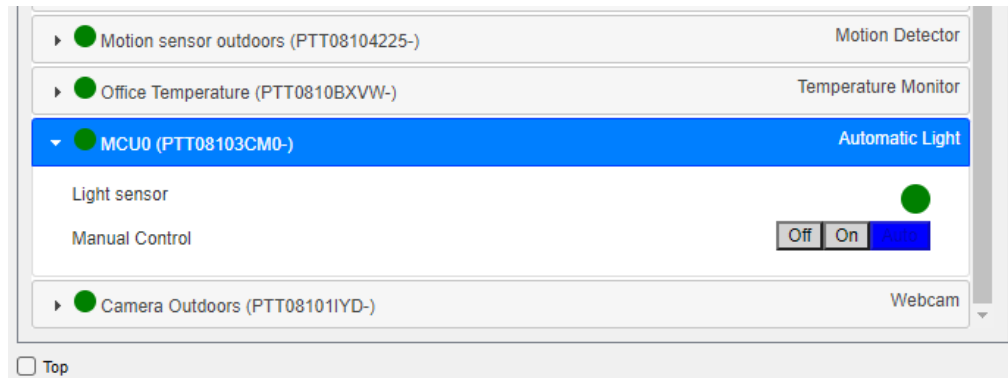 Motion sensor outdoors (PTT08104225-) Motion Detector
Office Temperature (PTT0810BXVW-) Temperature Monitor
MCU0 (PTT08103CM0-) Automatic Light
Light sensor
Manual Control Off On Auto
Camera Outdoors (PTT08101IYD-) Webcam
Top